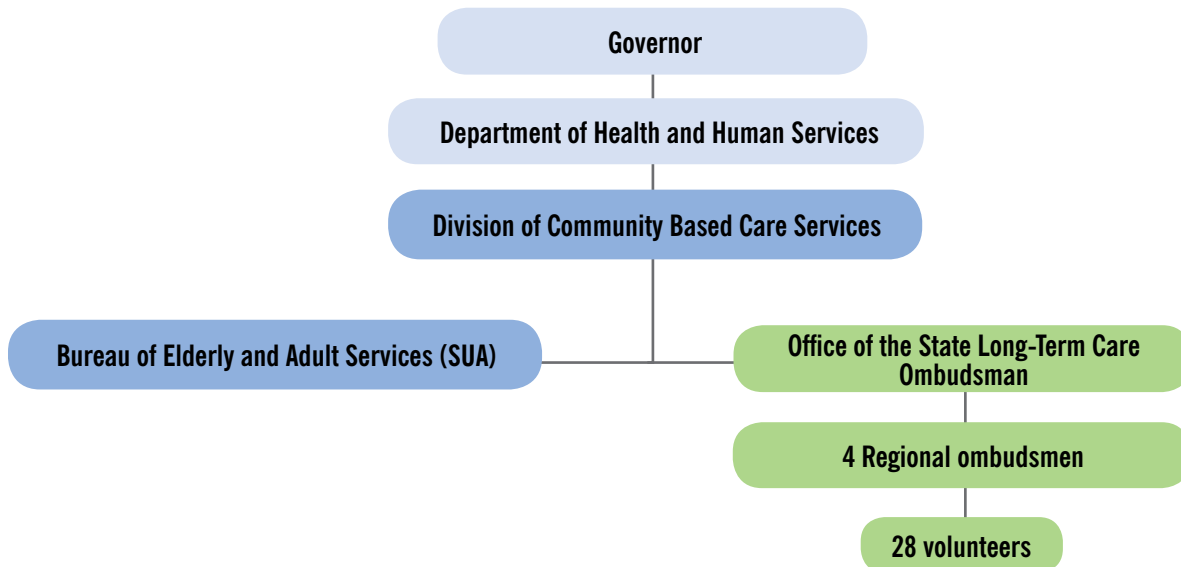 Governor
Department of Health and Human Services
Division of Community Based Care Services
Bureau of Elderly and Adult Services (SUA)
Office of the State Long-Term Care
Ombudsman
4 Regional ombudsmen
28 volunteers